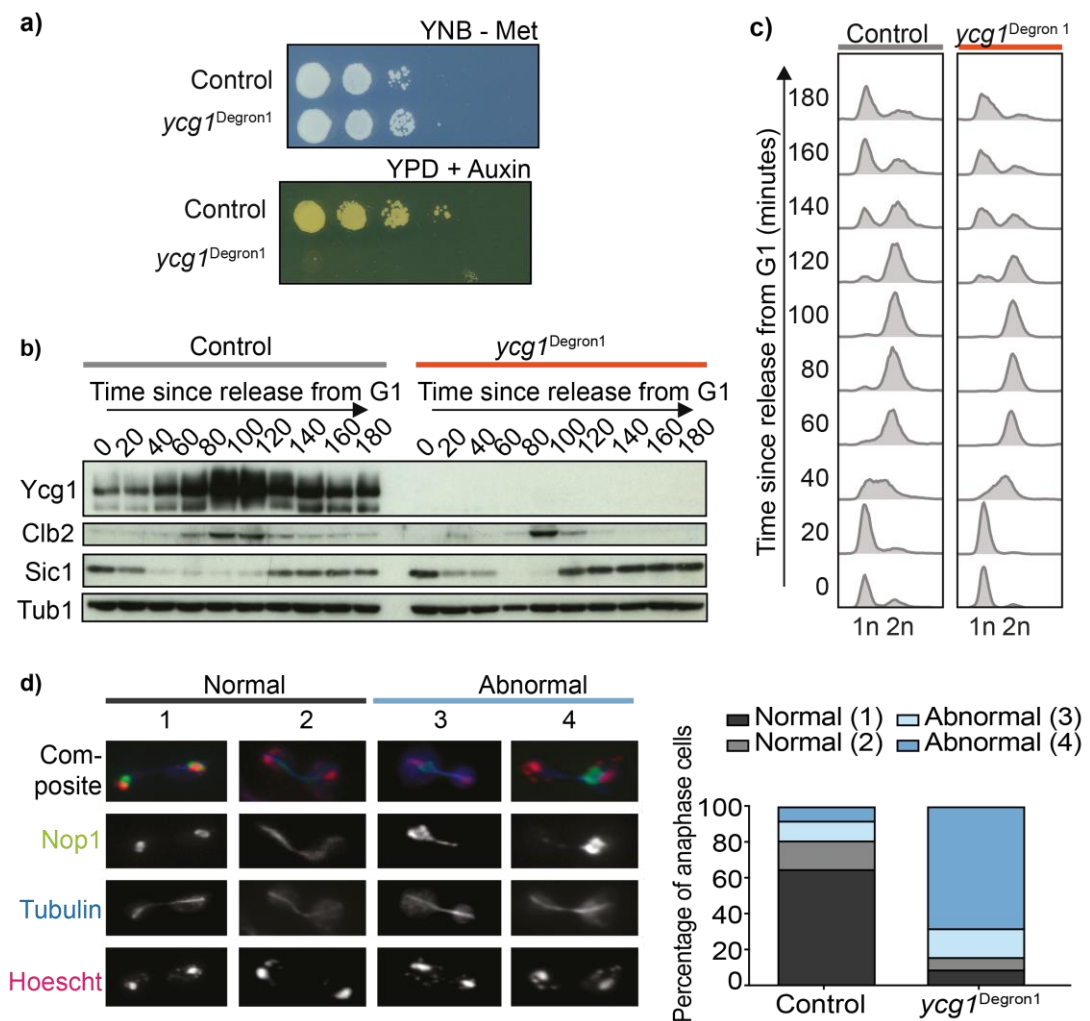 a)
YNB - Met
Control
ycg1Degron1
YPD + Auxin
Control
ycg1Degron1
b)
Control
ycg1Degron1
Time since release from G1
Time since release from G1
0 20 40 60 80 100 120 140 160 180
0 20 40 60 80 100 120 140 160 180
Ycg1
Clb2
Sic1
Tub1
c)
Control
ycg1Degron 1
Time since release from G1 (minutes)
180
160
140
120
100
80
60
40
20
0
1n 2n
1n 2n
d)
Normal
Abnormal
1
2
3
4
Com-
posite
Nop1
Tubulin
Hoescht
Normal (1)
Abnormal (3)
Normal (2)
Abnormal (4)
Percentage of anaphase cells
100
80
60
40
20
0
Control
ycg1Degron1